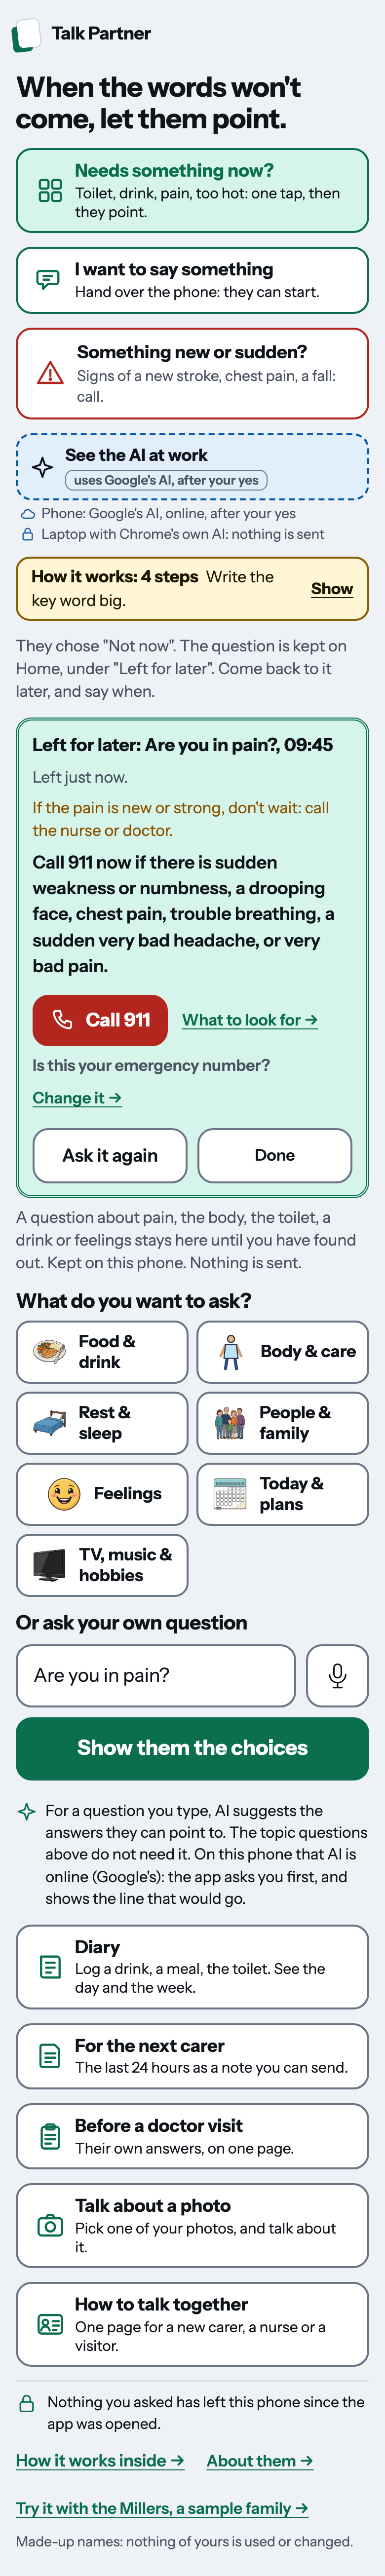 Talk Partner
When the words won't
come, let them point.
Needs something now?
Toilet, drink, pain, too hot: one tap, then
they point.
I want to say something
Hand over the phone: they can start.
Something new or sudden?
Signs of a new stroke, chest pain, a fall:
call.
See the AI at work
uses Google's AI, after your yes
Phone: Google's AI, online, after your yes
Laptop with Chrome's own AI: nothing is sent
How it works: 4 steps Write the
key word big.
Show
They chose "Not now". The question is kept on
Home, under "Left for later". Come back to it
later, and say when.
Left for later: Are you in pain?, 09:45
Left just now.
If the pain is new or strong, don't wait: call
the nurse or doctor.
Call 911 now if there is sudden
weakness or numbness, a drooping
face, chest pain, trouble breathing, a
sudden very bad headache, or very
bad pain.
Call 911
What to look for →
Is this your emergency number?
Change it →
Ask it again
Done
A question about pain, the body, the toilet, a
drink or feelings stays here until you have found
out. Kept on this phone. Nothing is sent.
What do you want to ask?
Food &
drink
Body & care
Rest &
sleep
People &
family
Feelings
Today &
plans
TV, music &
hobbies
Or ask your own question
Are you in pain?
Show them the choices
For a question you type, AI suggests the
answers they can point to. The topic questions
above do not need it. On this phone that AI is
online (Google's): the app asks you first, and
shows the line that would go.
Diary
Log a drink, a meal, the toilet. See the
day and the week.
For the next carer
The last 24 hours as a note you can send.
Before a doctor visit
Their own answers, on one page.
Talk about a photo
Pick one of your photos, and talk about
it.
How to talk together
One page for a new carer, a nurse or a
visitor.
Nothing you asked has left this phone since the
app was opened.
How it works inside →
About them →
Try it with the Millers, a sample family →
Made-up names: nothing of yours is used or changed.